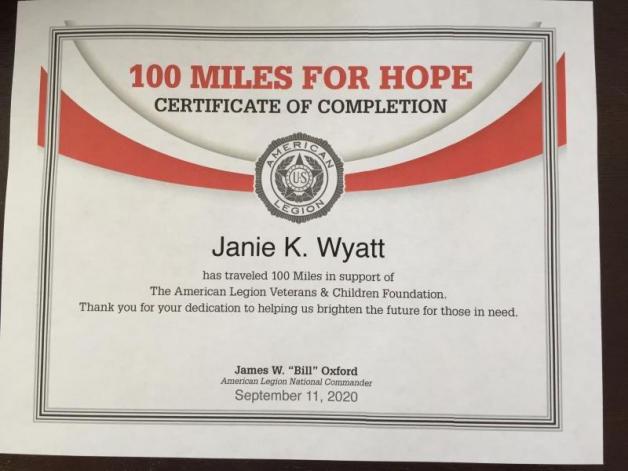 100 MILES FOR HOPE
CERTIFICATE OF COMPLETION
AMERICAN
US
LEGION
Janie K. Wyatt
has traveled 100 Miles in support of
The American Legion Veterans & Children Foundation.
Thank you for your dedication to helping us brighten the future for those in need.
James W. “Bill” Oxford
American Legion National Commander
September 11, 2020